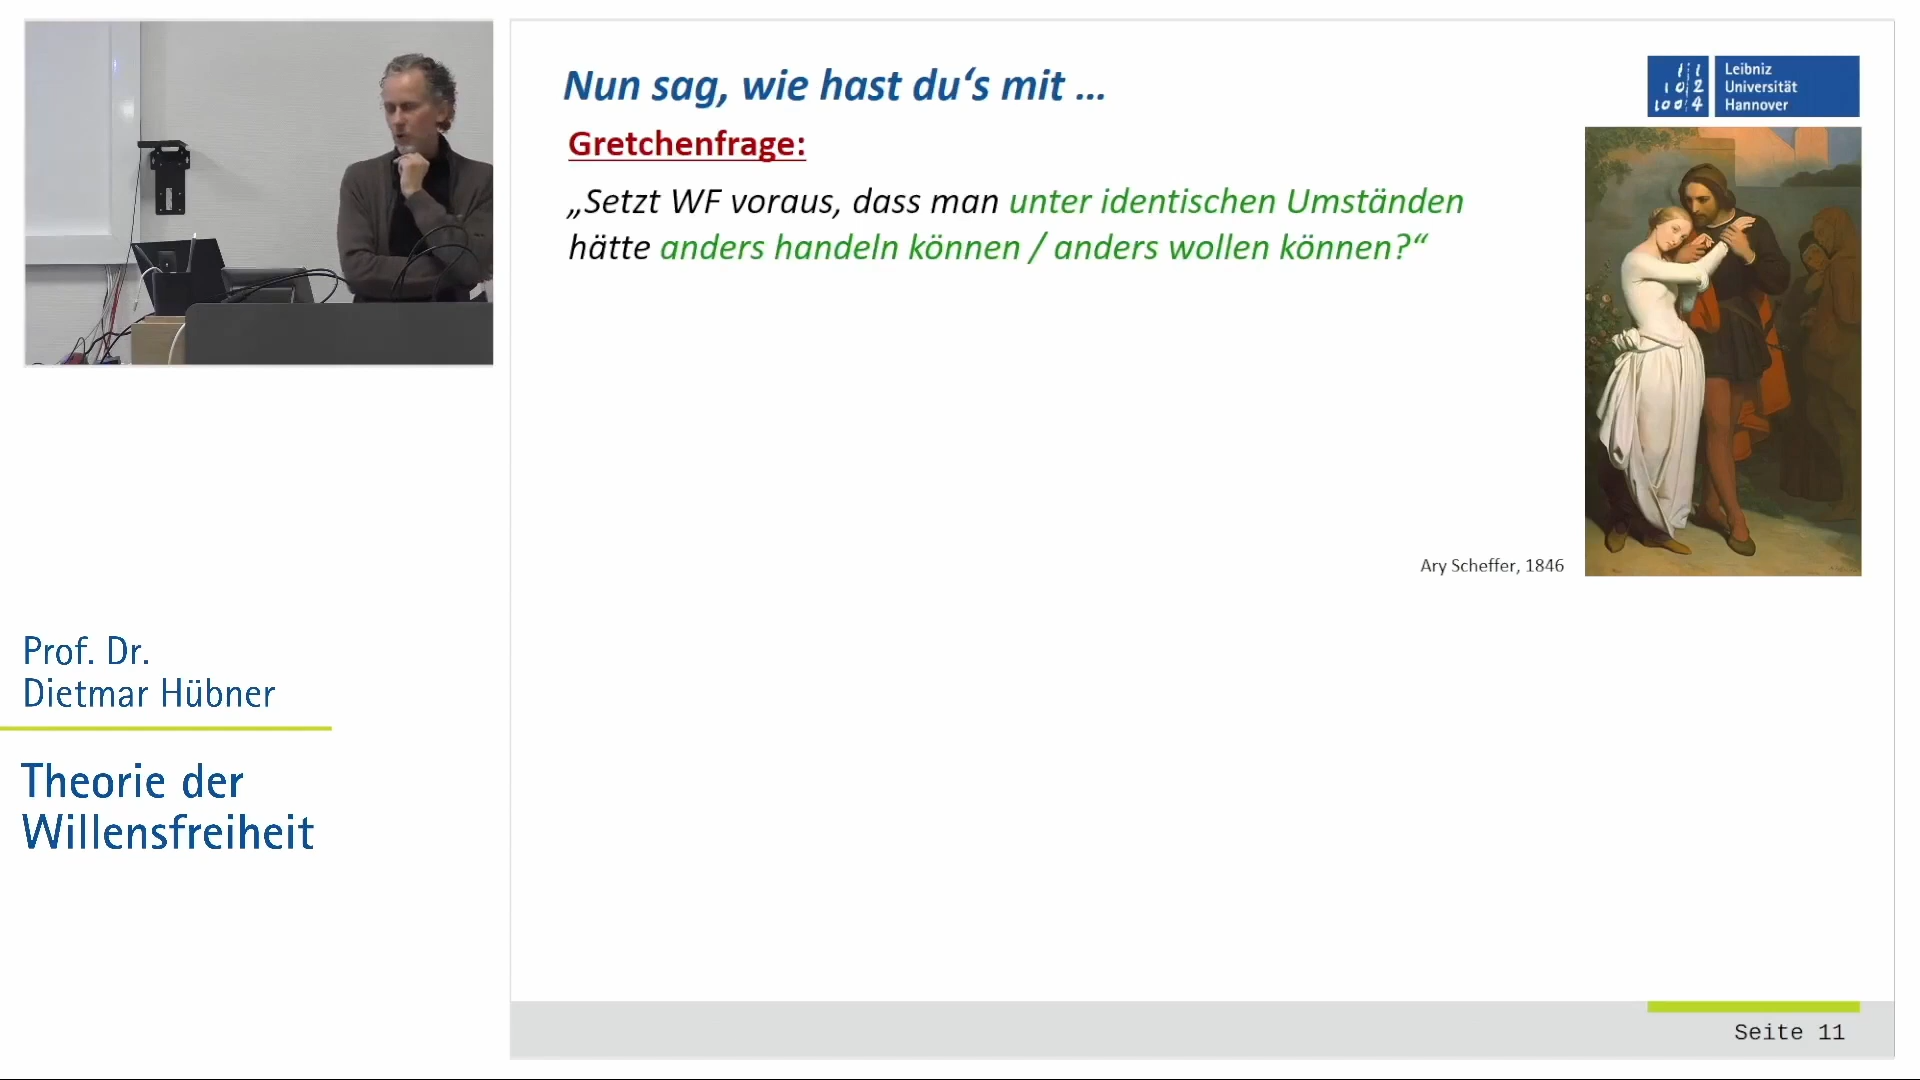 Nun sag, wie hast du‘s mit ...
Gretchenfrage:
„Setzt WF voraus, dass man unter identischen Umständen
hätte anders handeln können / anders wollen können?“
Leibniz
Universität
Hannover
Ary Scheffer, 1846
Prof. Dr.
Dietmar Hübner
Theorie der
Willensfreiheit
Seite 11